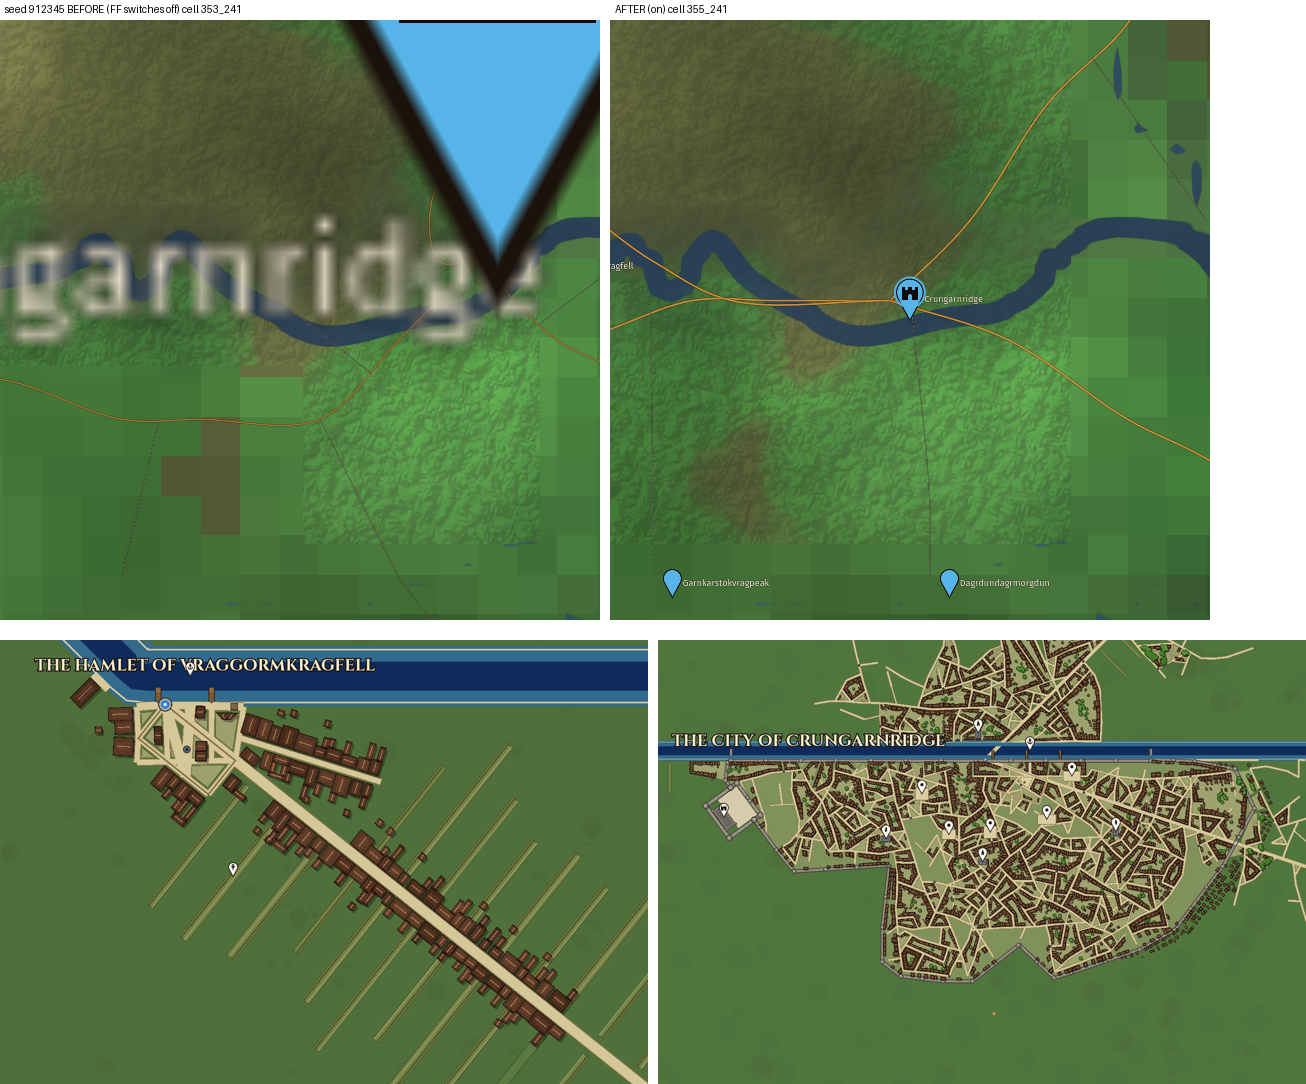 seed 912345 BEFORE (FF switches off) cell 353_241
AFTER (on) cell 355_241
garnridge
ragfell
Crungarnridge
Garnkarstokvragpeak
Dagrdundagrmorgdun
THE HAMLET OF VRAGGORMKRAGFELL
THE CITY OF CRUNGARNRIDGE